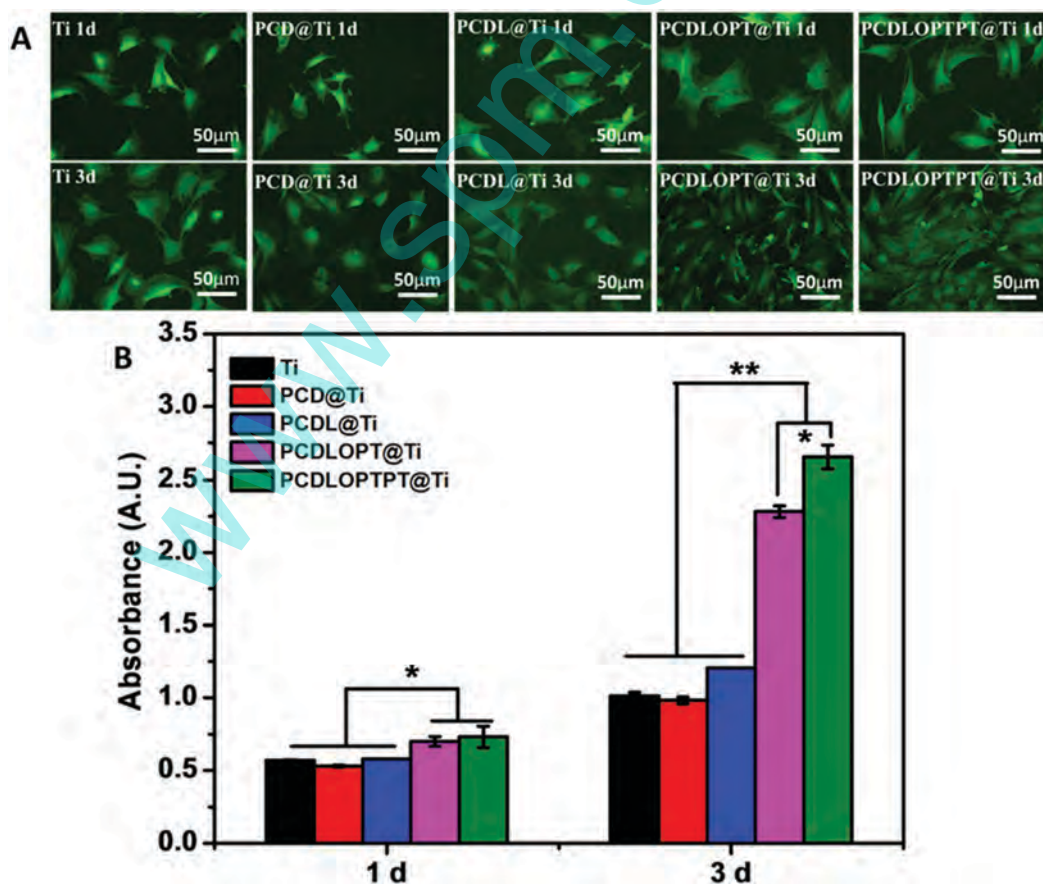 A
Ti 1d
PCD@Ti 1d
PCDL@Ti 1d
PCDLOPT@Ti 1d
PCDLOPTPT@Ti 1d
50μm
50μm
50μm
50μm
50μm
Ti 3d
PCD@Ti 3d
PCDL@Ti 3d
PCDLOPT@Ti 3d
PCDLOPTPT@Ti 3d
50μm
50μm
50μm
50μm
50μm
B
Ti
PCD@Ti
PCDL@Ti
PCDLOPT@Ti
PCDLOPTPT@Ti
Absorbance (A.U.)
3.5
3.0
2.5
2.0
1.5
1.0
0.5
0.0
*
**
*
1 d
3 d
www.spm.